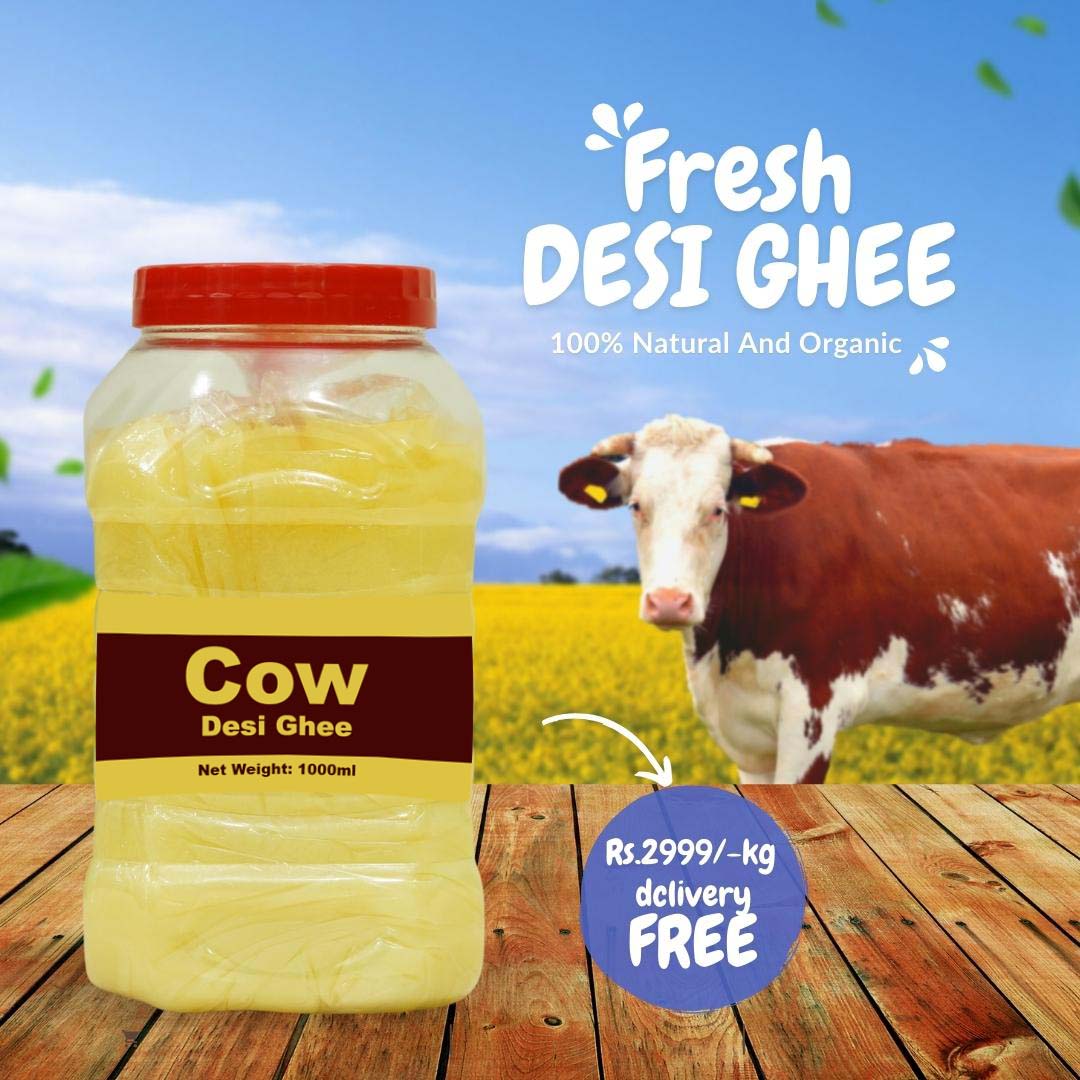 Fresh
DESI GHEE
100% Natural And Organic
Cow
Desi Ghee
Net Weight: 1000ml
Rs.2999/-kg
dclivery
FREE